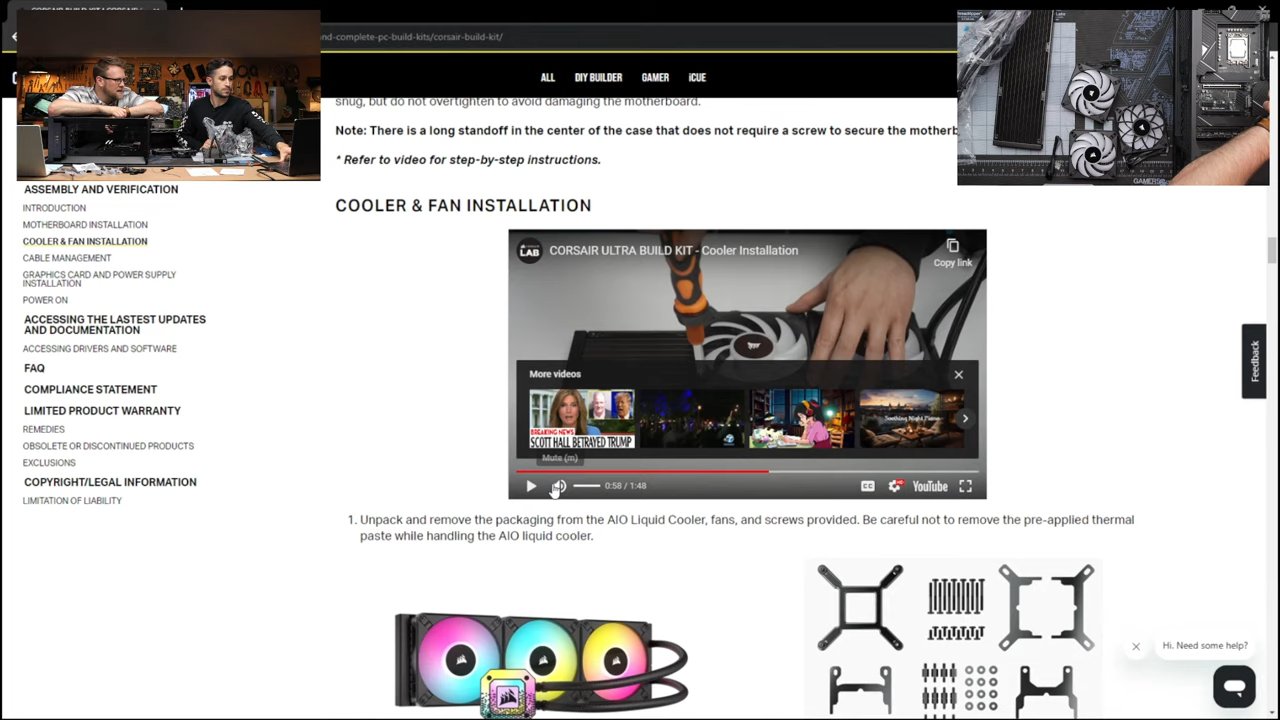 nd-complete-pc-build-kits/corsair-build-kit/
ALL
DIY BUILDER
GAMER
iCUE
snug, but do not overtighten to avoid damaging the motherboard.
Note: There is a long standoff in the center of the case that does not require a screw to secure the motherb
* Refer to video for step-by-step instructions.
GAMERS
ASSEMBLY AND VERIFICATION
INTRODUCTION
MOTHERBOARD INSTALLATION
COOLER & FAN INSTALLATION
CABLE MANAGEMENT
GRAPHICS CARD AND POWER SUPPLY
INSTALLATION
POWER ON
ACCESSING THE LASTEST UPDATES
AND DOCUMENTATION
ACCESSING DRIVERS AND SOFTWARE
FAQ
COMPLIANCE STATEMENT
LIMITED PRODUCT WARRANTY
REMEDIES
OBSOLETE OR DISCONTINUED PRODUCTS
EXCLUSIONS
COPYRIGHT/LEGAL INFORMATION
LIMITATION OF LIABILITY
COOLER & FAN INSTALLATION
LAB
CORSAIR ULTRA BUILD KIT - Cooler Installation
Copy link
More videos
BREAKING NEWS
SCOTT HALL BETRAYED TRUMP
Soothing Night Piano
Mute (m)
0:58 / 1:48
CC
YouTube
Feedback
1. Unpack and remove the packaging from the AIO Liquid Cooler, fans, and screws provided. Be careful not to remove the pre-applied thermal
paste while handling the AIO liquid cooler.
Hi. Need some help?